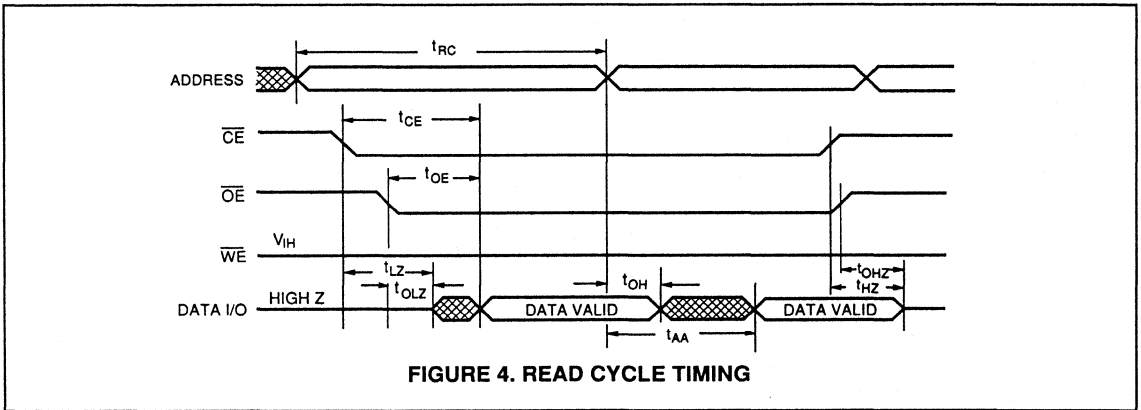 tRC
ADDRESS
tCE
CE
tOE
OE
VIH
WE
tLZ
tOHZ
tOH
tHZ
HIGH Z
tOLZ
DATA I/O
DATA VALID
DATA VALID
tAA
FIGURE 4. READ CYCLE TIMING